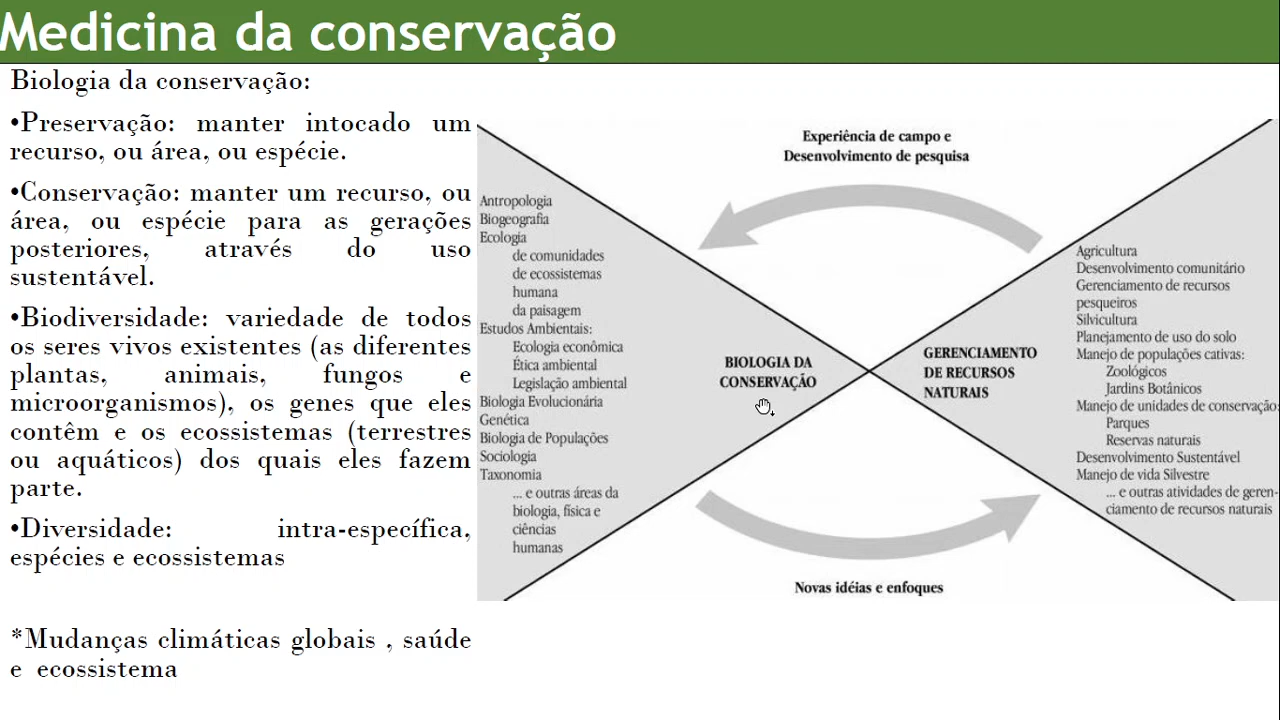 Medicina da conservação
Biologia da conservação:
•Preservação: manter intocado um
recurso, ou área, ou espécie.
•Conservação: manter um recurso, ou
área, ou espécie para as gerações
posteriores, através do uso
sustentável.
•Biodiversidade: variedade de todos
os seres vivos existentes (as diferentes
plantas, animais, fungos e
microorganismos), os genes que eles
contêm e os ecossistemas (terrestres
ou aquáticos) dos quais eles fazem
parte.
•Diversidade: intra-específica,
espécies e ecossistemas
*Mudanças climáticas globais , saúde
e ecossistema
Experiência de campo e
Desenvolvimento de pesquisa
Antropologia
Biogeografia
Ecologia
de comunidades
de ecossistemas
humana
da paisagem
Estudos Ambientais:
Ecologia econômica
Ética ambiental
Legislação ambiental
Biologia Evolucionária
Genética
Biologia de Populações
Sociologia
Taxonomia
... e outras áreas da
biologia, física e
ciências
humanas
BIOLOGIA DA
CONSERVAÇÃO
GERENCIAMENTO
DE RECURSOS
NATURAIS
Agricultura
Desenvolvimento comunitário
Gerenciamento de recursos
pesqueiros
Silvicultura
Planejamento de uso do solo
Manejo de populações cativas:
Zoológicos
Jardins Botânicos
Manejo de unidades de conservação:
Parques
Reservas naturais
Desenvolvimento Sustentável
Manejo de vida Silvestre
... e outras atividades de geren-
ciamento de recursos naturais
Novas idéias e enfoques